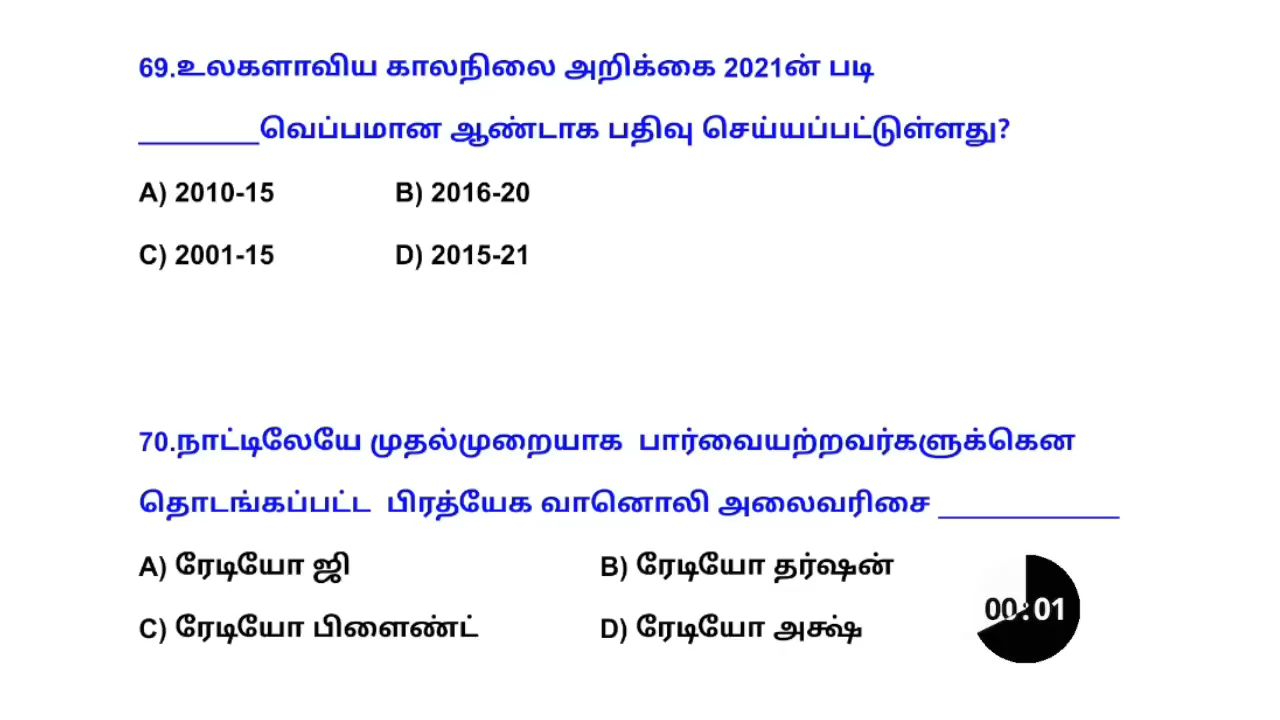 69.உலகளாவிய காலநிலை அறிக்கை 2021ன் படி
________வெப்பமான ஆண்டாக பதிவு செய்யப்பட்டுள்ளது?
A) 2010-15 B) 2016-20
C) 2001-15 D) 2015-21
70.நாட்டிலேயே முதல்முறையாக பார்வையற்றவர்களுக்கென
தொடங்கப்பட்ட பிரத்யேக வானொலி அலைவரிசை ____________
A) ரேடியோ ஜி B) ரேடியோ தர்ஷன்
C) ரேடியோ பிளைண்ட் D) ரேடியோ அக்ஷ்
00:01